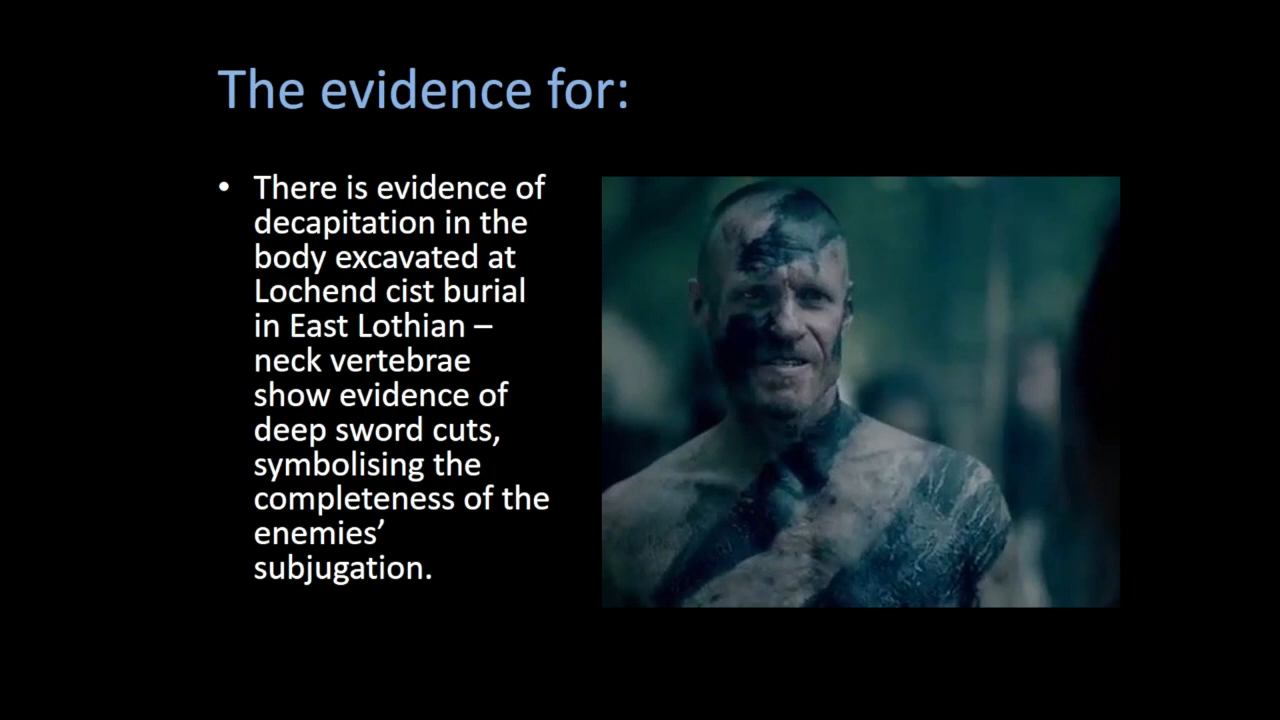 The evidence for:
• There is evidence of
decapitation in the
body excavated at
Lochend cist burial
in East Lothian –
neck vertebrae
show evidence of
deep sword cuts,
symbolising the
completeness of the
enemies’
subjugation.